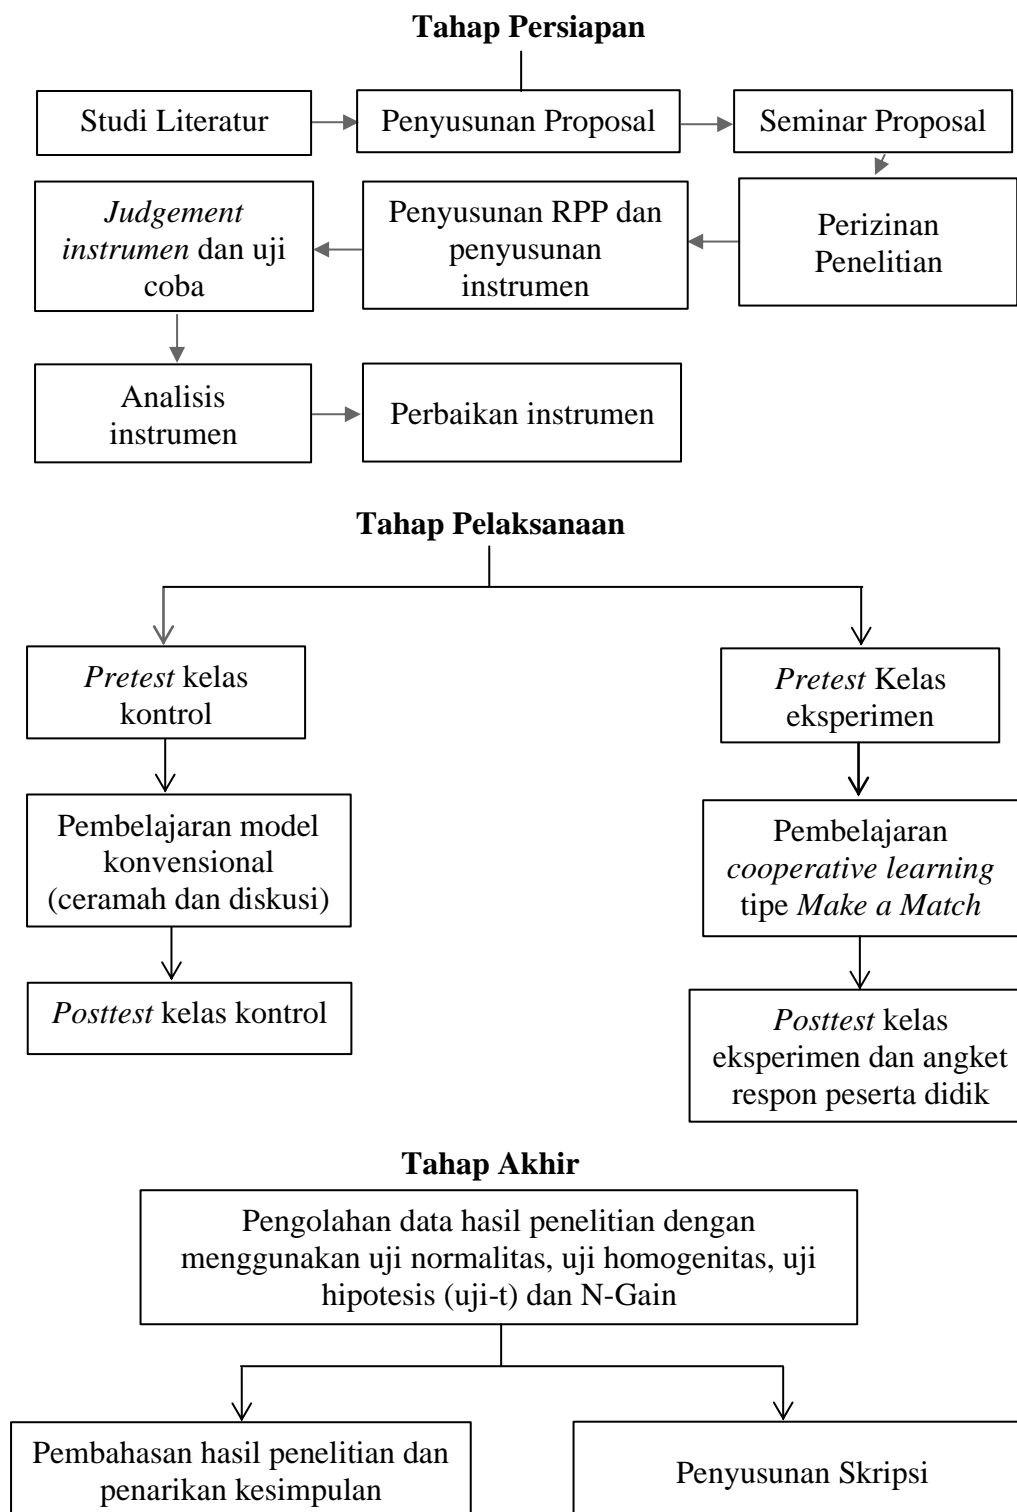 Tahap Persiapan
Studi Literatur
Penyusunan Proposal
Seminar Proposal
Judgement
instrumen dan uji
coba
Penyusunan RPP dan
penyusunan
instrumen
Perizinan
Penelitian
Analisis
instrumen
Perbaikan instrumen
Tahap Pelaksanaan
Pretest kelas
kontrol
Pretest Kelas
eksperimen
Pembelajaran model
konvensional
(ceramah dan diskusi)
Pembelajaran
cooperative learning
tipe Make a Match
Posttest kelas kontrol
Posttest kelas
eksperimen dan angket
respon peserta didik
Tahap Akhir
Pengolahan data hasil penelitian dengan
menggunakan uji normalitas, uji homogenitas, uji
hipotesis (uji-t) dan N-Gain
Pembahasan hasil penelitian dan
penarikan kesimpulan
Penyusunan Skripsi